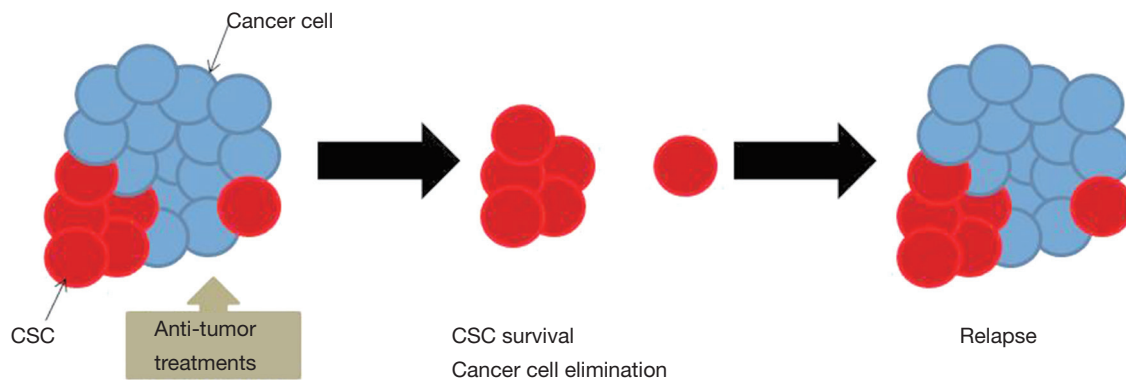 Cancer cell
CSC
Anti-tumor
treatments
CSC survival
Cancer cell elimination
Relapse